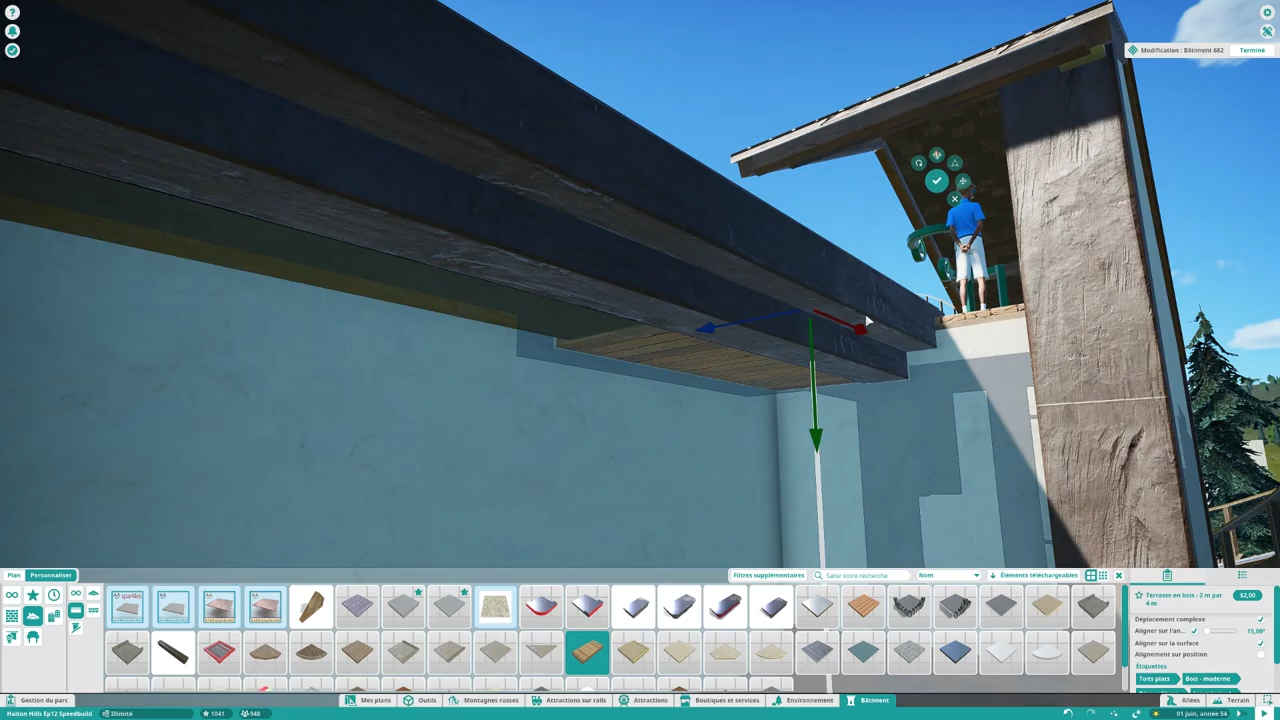 Modification : Bâtiment 682
Terminé
Plan
Personnaliser
Filtres supplémentaires
Saisir votre recherche
Nom
Éléments téléchargeables
Terrasse en bois - 2 m par 4 m
$2,00
Déplacement complexe
Aligner sur l'an...
15,00°
Aligner sur la surface
Alignement sur position
Étiquettes
Toits plats
Bois - moderne
Gestion du parc
Mes plans
Outils
Attractions sur rails
Montagnes russes
Attractions
Boutiques et services
Environnement
Bâtiment
Allées
Terrain
Halton Hills Ep12 Speedbuild
Illimité
1041
948
01 juin, année 54